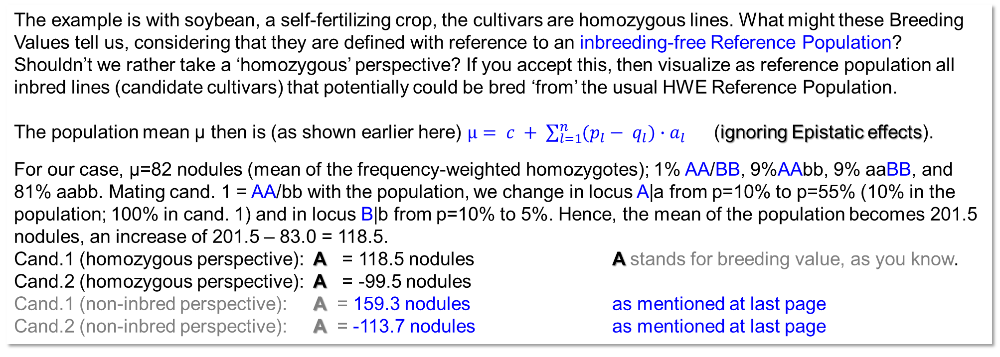 The example is with soybean, a self-fertilizing crop, the cultivars are homozygous lines. What might these Breeding
Values tell us, considering that they are defined with reference to an inbreeding-free Reference Population?
Shouldn’t we rather take a ‘homozygous’ perspective? If you accept this, then visualize as reference population all
inbred lines (candidate cultivars) that potentially could be bred ‘from’ the usual HWE Reference Population.
The population mean µ then is (as shown earlier here) µ = c + ∑ⁿₗ₌₁(pₗ − qₗ) · aₗ (ignoring Epistatic effects).
For our case, µ=82 nodules (mean of the frequency-weighted homozygotes); 1% AA/BB, 9%AAbb, 9% aaBB, and
81% aabb. Mating cand. 1 = AA/bb with the population, we change in locus A|a from p=10% to p=55% (10% in the
population; 100% in cand. 1) and in locus B|b from p=10% to 5%. Hence, the mean of the population becomes 201.5
nodules, an increase of 201.5 – 83.0 = 118.5.
Cand.1 (homozygous perspective): A = 118.5 nodules A stands for breeding value, as you know.
Cand.2 (homozygous perspective): A = -99.5 nodules
Cand.1 (non-inbred perspective): A = 159.3 nodules as mentioned at last page
Cand.2 (non-inbred perspective): A = -113.7 nodules as mentioned at last page